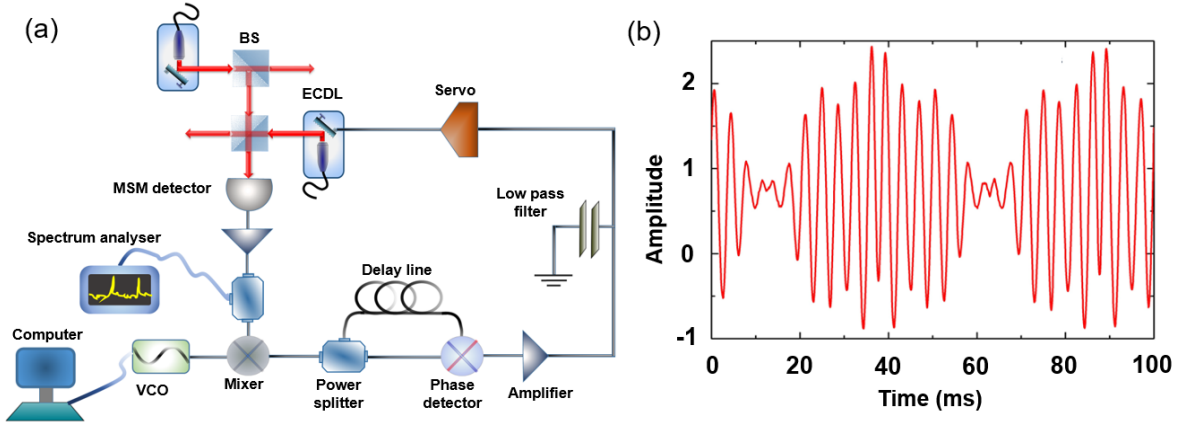 (a)
BS
ECDL
Servo
MSM detector
Low pass
filter
Spectrum analyser
Delay line
Computer
VCO
Mixer
Power
splitter
Phase
detector
Amplifier
(b)
Amplitude
2
1
0
-1
0
20
40
60
80
100
Time (ms)